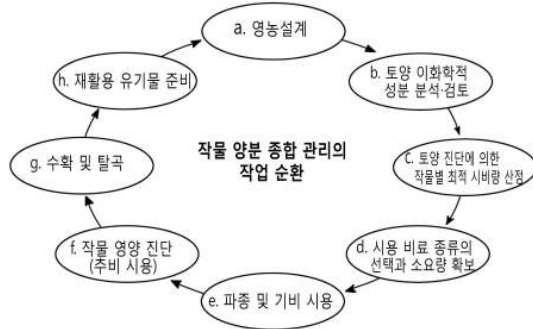 a. 영농설계
b. 토양 이화학적
성분 분석·검토
c. 토양 진단에 의한
작물별 최적 시비량 산정
d. 시용 비료 종류의
선택과 소요량 확보
e. 파종 및 기비 시용
f. 작물 영양 진단
(추비 시용)
g. 수확 및 탈곡
h. 재활용 유기물 준비
작물 양분 종합 관리의
작업 순환